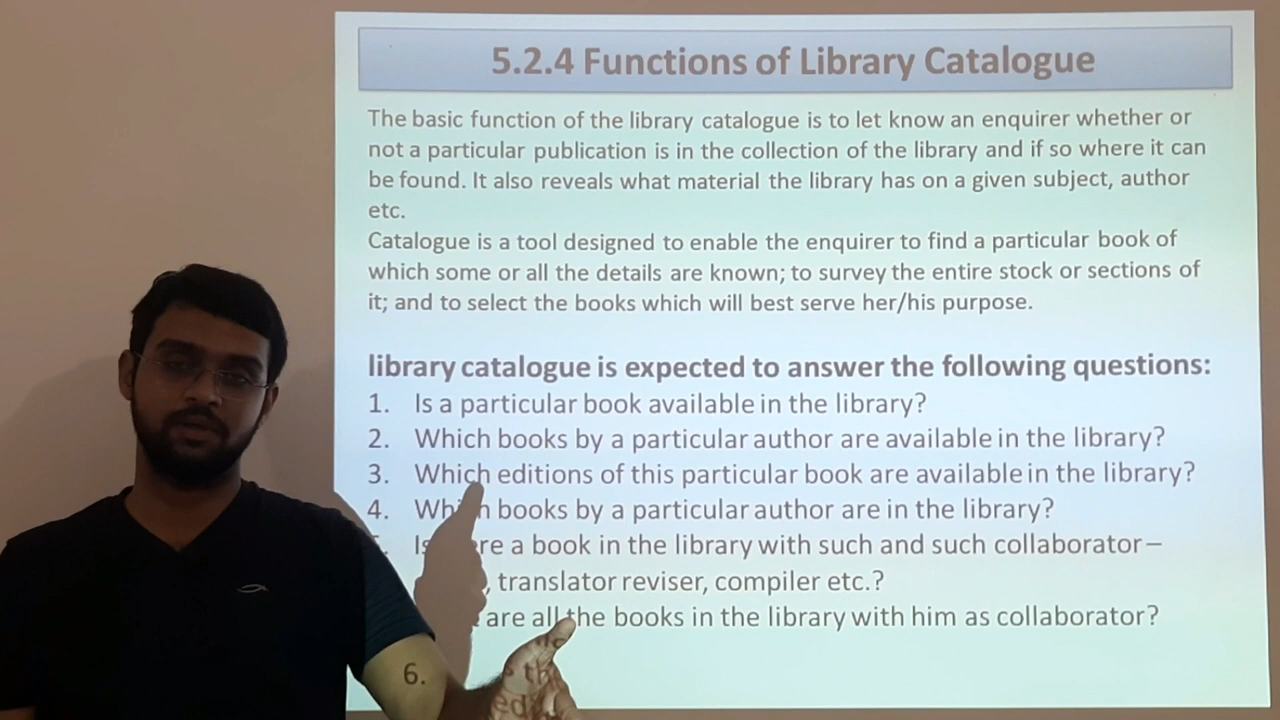 5.2.4 Functions of Library Catalogue
The basic function of the library catalogue is to let know an enquirer whether or
not a particular publication is in the collection of the library and if so where it can
be found. It also reveals what material the library has on a given subject, author
etc.
Catalogue is a tool designed to enable the enquirer to find a particular book of
which some or all the details are known; to survey the entire stock or sections of
it; and to select the books which will best serve her/his purpose.
library catalogue is expected to answer the following questions:
1. Is a particular book available in the library?
2. Which books by a particular author are available in the library?
3. Which editions of this particular book are available in the library?
4. Which books by a particular author are in the library?
Is a book in the library with such and such collaborator–
, translator reviser, compiler etc.?
6. are all the books in the library with him as collaborator?